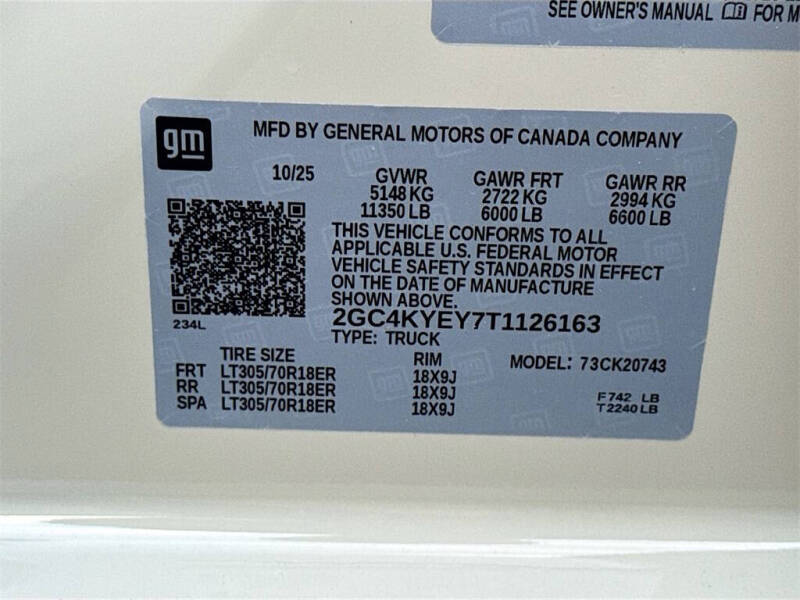 SEE OWNER'S MANUAL FOR M
gm
MFD BY GENERAL MOTORS OF CANADA COMPANY
10/25 GVWR GAWR FRT GAWR RR
5148 KG 2722 KG 2994 KG
11350 LB 6000 LB 6600 LB
THIS VEHICLE CONFORMS TO ALL
APPLICABLE U.S. FEDERAL MOTOR
VEHICLE SAFETY STANDARDS IN EFFECT
ON THE DATE OF MANUFACTURE
SHOWN ABOVE.
234L
2GC4KYEY7T1126163
TYPE: TRUCK
TIRE SIZE RIM MODEL: 73CK20743
FRT LT305/70R18ER 18X9J
RR LT305/70R18ER 18X9J
SPA LT305/70R18ER 18X9J
F 742 LB
T 2240 LB